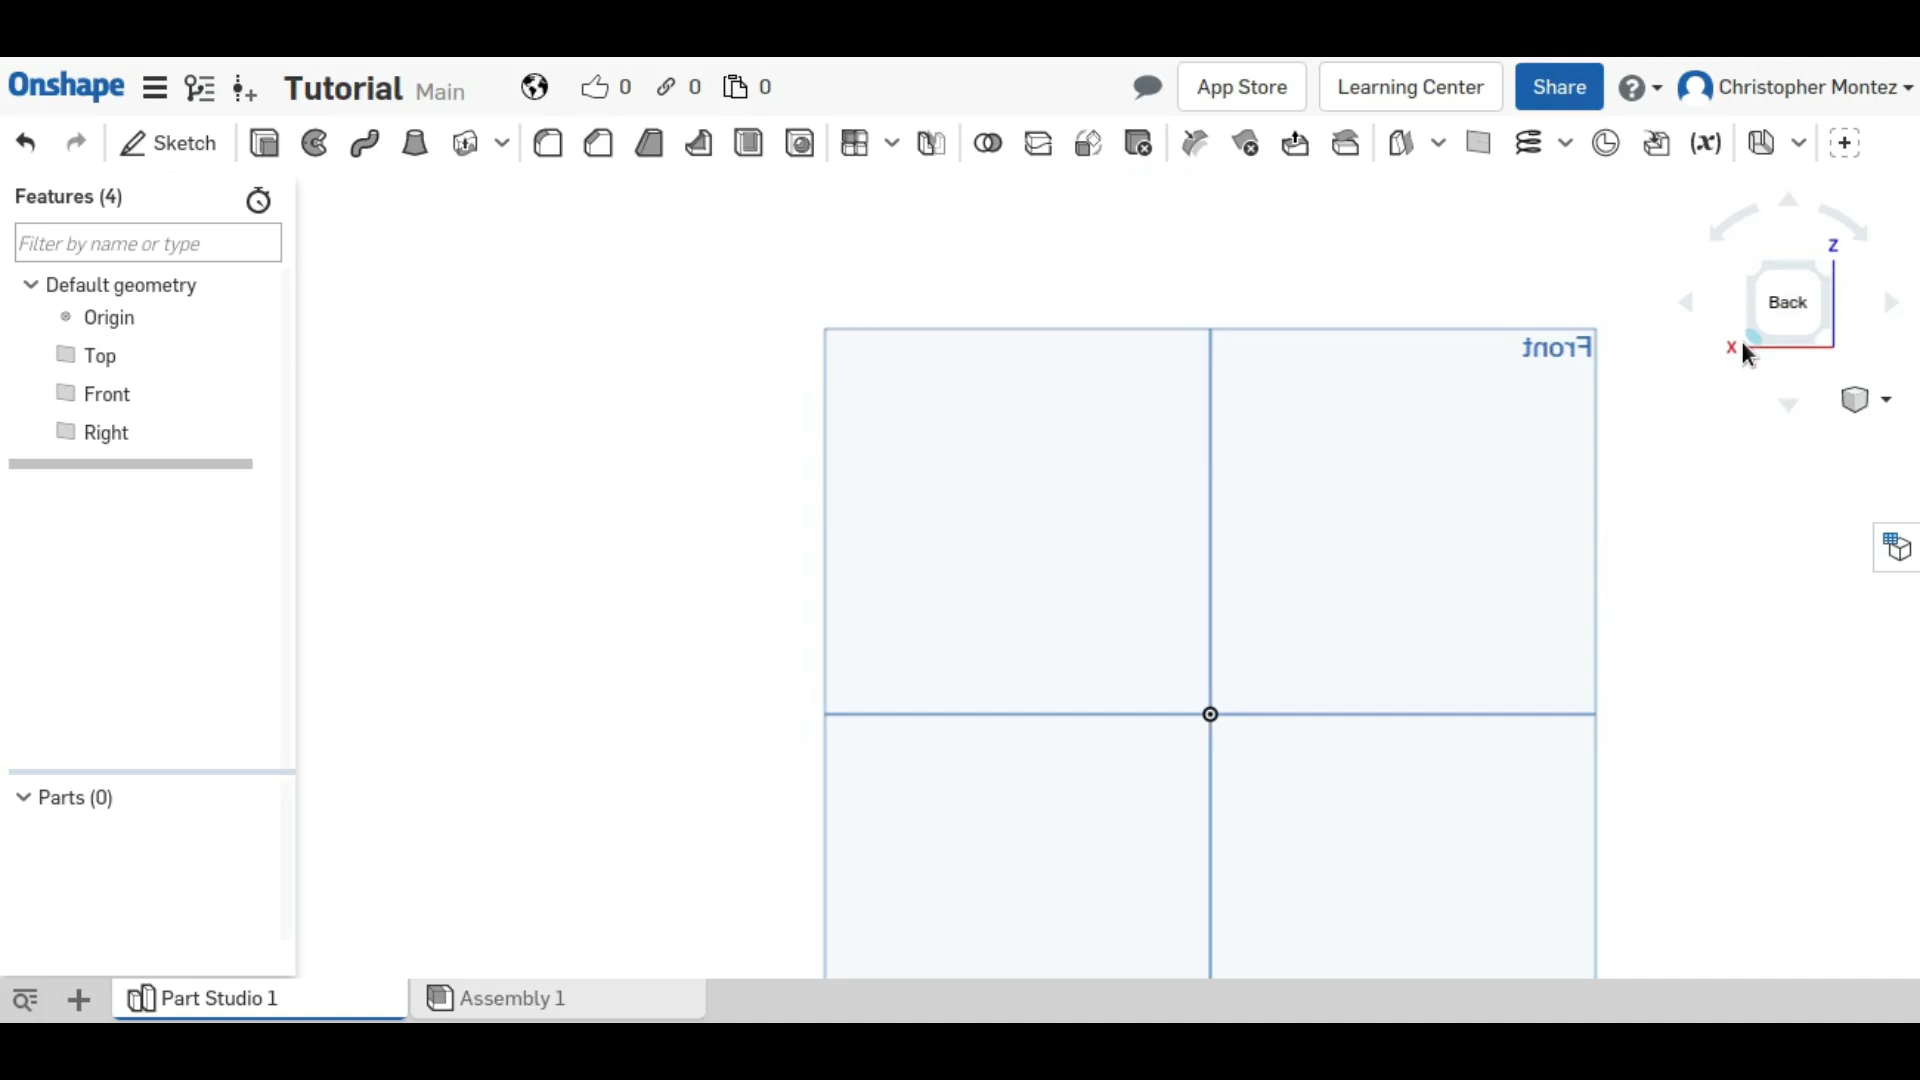 Onshape Tutorial Main 0 0 0 App Store Learning Center Share ? Christopher Montez
Sketch (x)
Features (4)
Filter by name or type
Default geometry
Origin
Top
Front
Right
Parts (0)
Front
Z
Back
X
Part Studio 1 Assembly 1